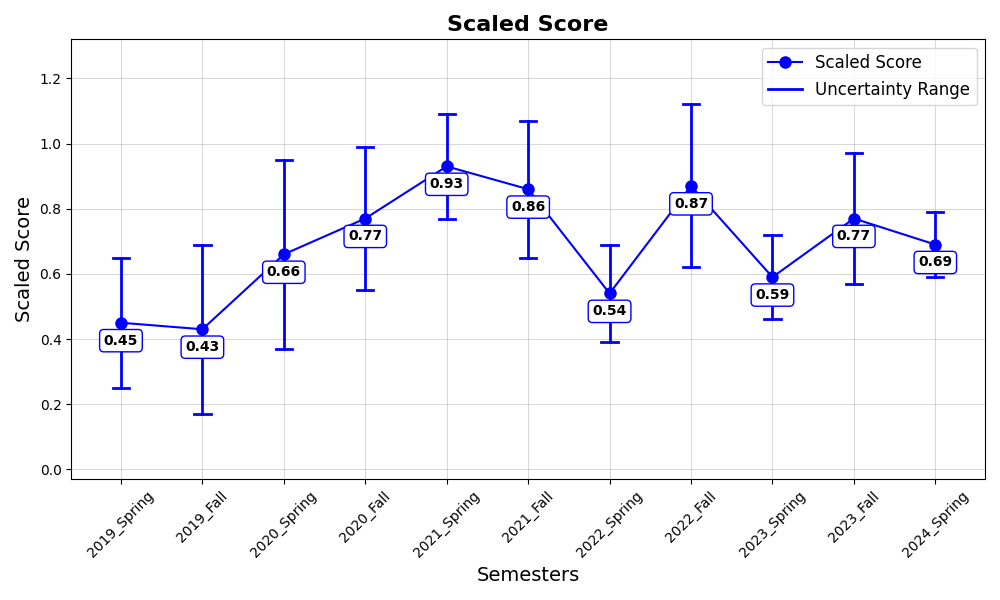 Scaled Score
Scaled Score
Uncertainty Range
Scaled Score
1.2
1.0
0.8
0.6
0.4
0.2
0.0
0.45
0.43
0.66
0.77
0.93
0.86
0.54
0.87
0.59
0.77
0.69
2019_Spring
2019_Fall
2020_Spring
2020_Fall
2021_Spring
2021_Fall
2022_Spring
2022_Fall
2023_Spring
2023_Fall
2024_Spring
Semesters